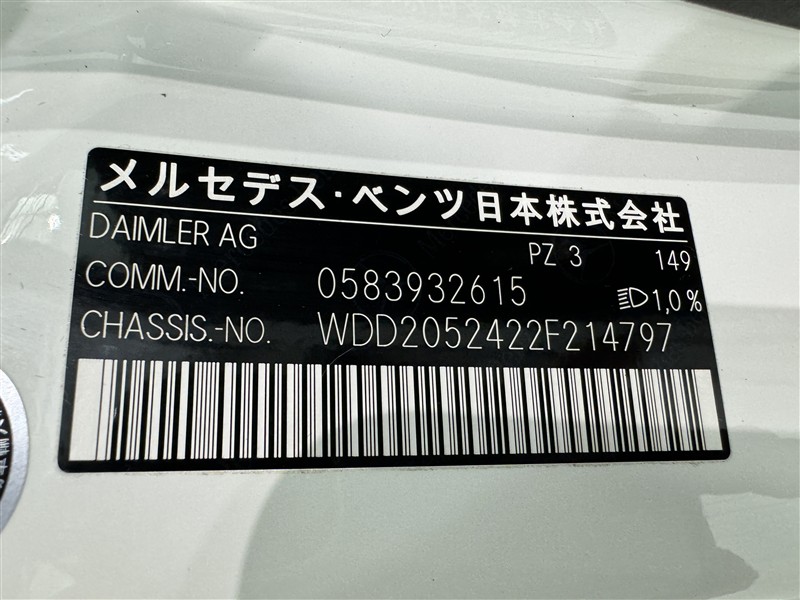 メルセデス・ベンツ日本株式会社
DAIMLER AG
PZ 3 149
COMM.-NO. 0583932615 1,0%
CHASSIS.-NO. WDD2052422F214797